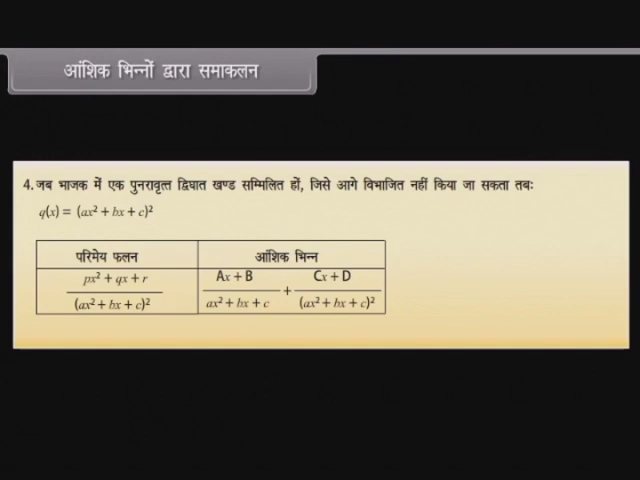 आंशिक भिन्नों द्वारा समाकलन
4. जब भाजक में एक पुनरावृत्त द्विघात खण्ड सम्मिलित हों, जिसे आगे विभाजित नहीं किया जा सकता तबः
q(x) = (ax² + bx + c)²
परिमेय फलन आंशिक भिन्न
px² + qx + r / (ax² + bx + c)² Ax + B / ax² + bx + c + Cx + D / (ax² + bx + c)²